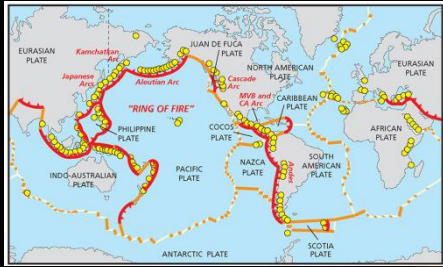 EURASIAN
PLATE
Kamchatkan
Arc
Aleutian Arc
JUAN DE FUCA
PLATE
NORTH AMERICAN
PLATE
EURASIAN
PLATE
Japanese
Arcs
Cascade
Arc
"RING OF FIRE"
MVB and
CA Arc
CARIBBEAN
PLATE
PHILIPPINE
PLATE
COCOS
PLATE
AFRICAN
PLATE
INDO-AUSTRALIAN
PLATE
PACIFIC
PLATE
NAZCA
PLATE
Andes
SOUTH
AMERICAN
PLATE
ANTARCTIC PLATE
SCOTIA
PLATE